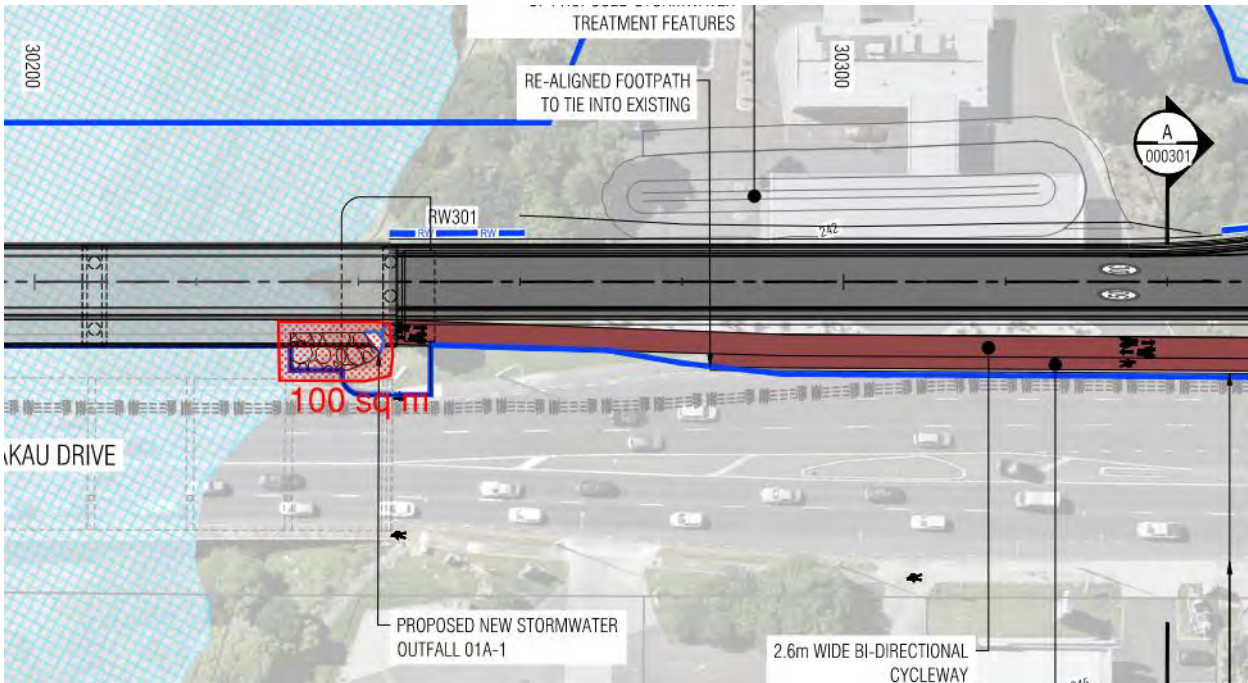 TREATMENT FEATURES
30200
30300
RE-ALIGNED FOOTPATH
TO TIE INTO EXISTING
A
000301
RW301
RW RW
242
100 sq m
AKAU DRIVE
PROPOSED NEW STORMWATER
OUTFALL 01A-1
2.6m WIDE BI-DIRECTIONAL
CYCLEWAY